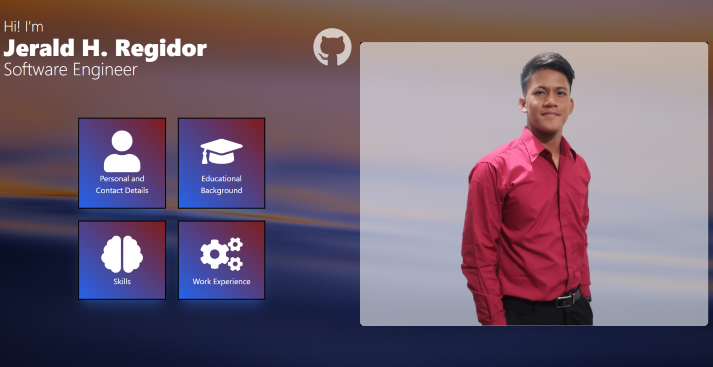 Hi! I'm
Jerald H. Regidor
Software Engineer
Personal and
Contact Details
Educational
Background
Skills
Work Experience